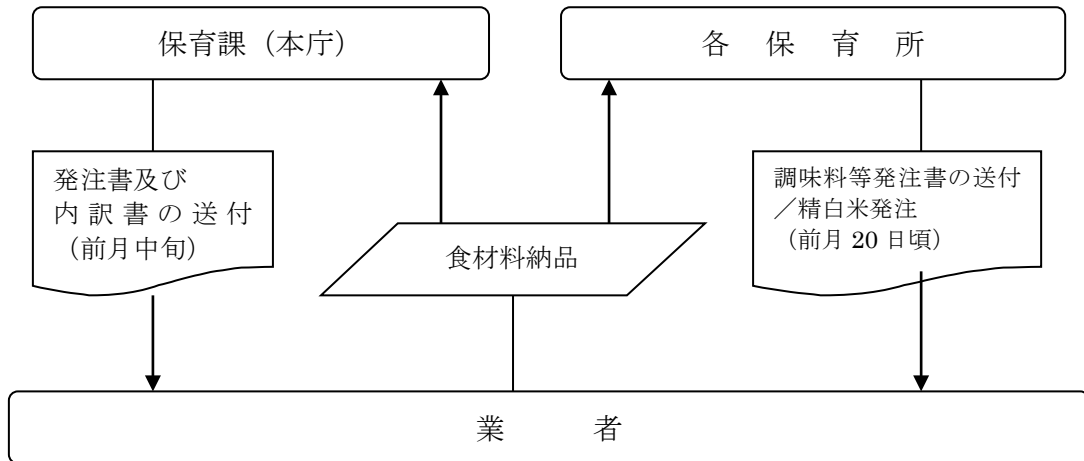 保育課（本庁）
各 保 育 所
発注書及び
内訳書の送付
（前月中旬）
食材料納品
調味料等発注書の送付
／精白米発注
（前月 20 日頃）
業 者